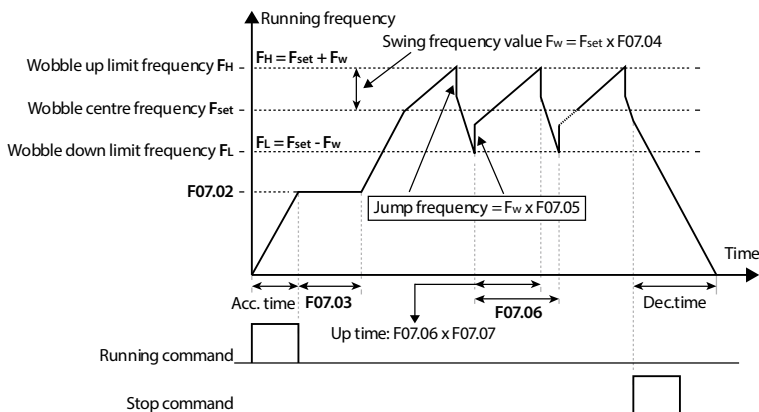 Running frequency
Swing frequency value Fw = Fset x F07.04
Wobble up limit frequency FH
FH = Fset + Fw
Wobble centre frequency Fset
Wobble down limit frequency FL
FL = Fset - Fw
F07.02
Jump frequency = Fw x F07.05
Time
Acc. time
F07.03
F07.06
Dec.time
Up time: F07.06 x F07.07
Running command
Stop command